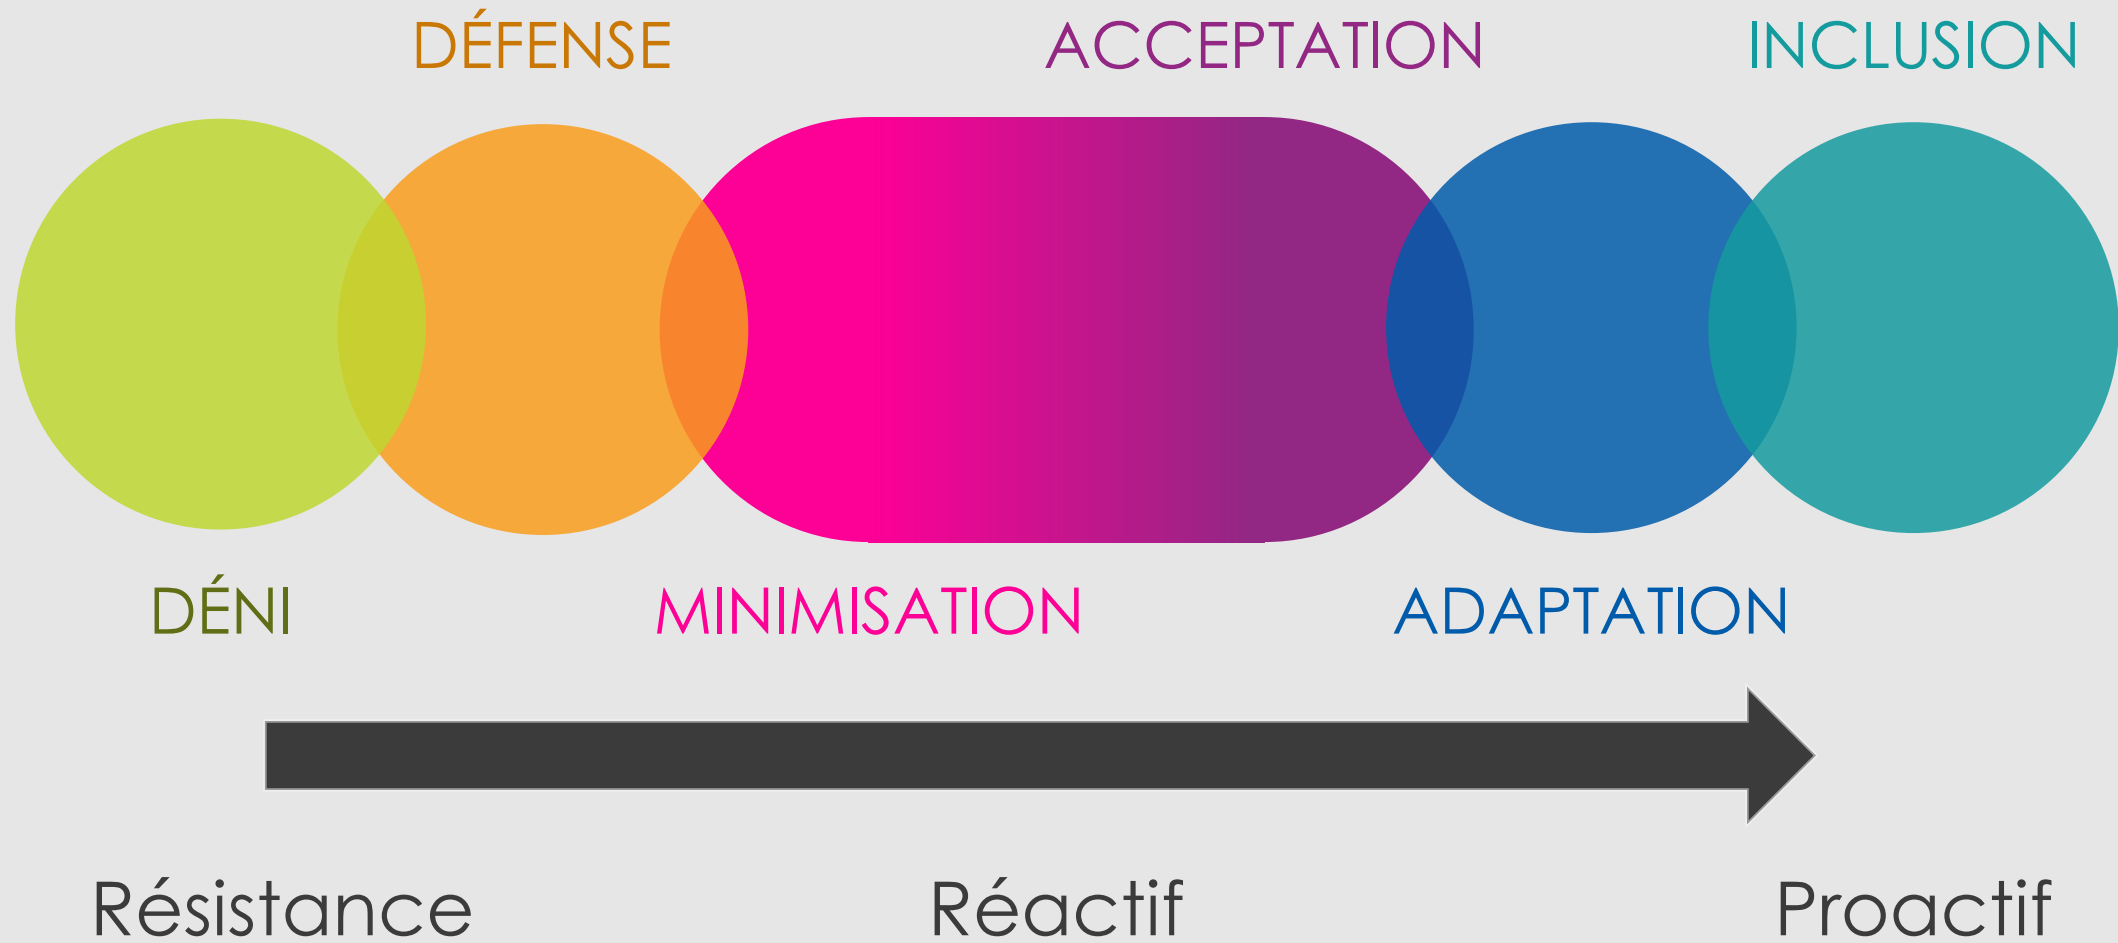 DÉFENSE
ACCEPTATION
INCLUSION
DÉNI
MINIMISATION
ADAPTATION
Résistance
Réactif
Proactif